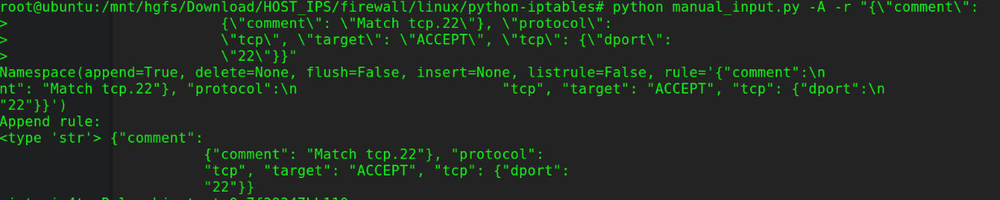 root@ubuntu:/mnt/hgfs/Download/HOST_IPS/firewall/linux/python-iptables# python manual_input.py -A -r "{\"comment\":
> {\"comment\": \"Match tcp.22\"}, \"protocol\":
> \"tcp\", \"target\": \"ACCEPT\", \"tcp\": {\"dport\":
> \"22\"}}"
Namespace(append=True, delete=None, flush=False, insert=None, listrule=False, rule='{"comment":\n
nt": "Match tcp.22"}, "protocol":\n "tcp", "target": "ACCEPT", "tcp": {"dport":\n
"22"}}')
Append rule:
<type 'str'> {"comment":
{"comment": "Match tcp.22"}, "protocol":
"tcp", "target": "ACCEPT", "tcp": {"dport":
"22"}}